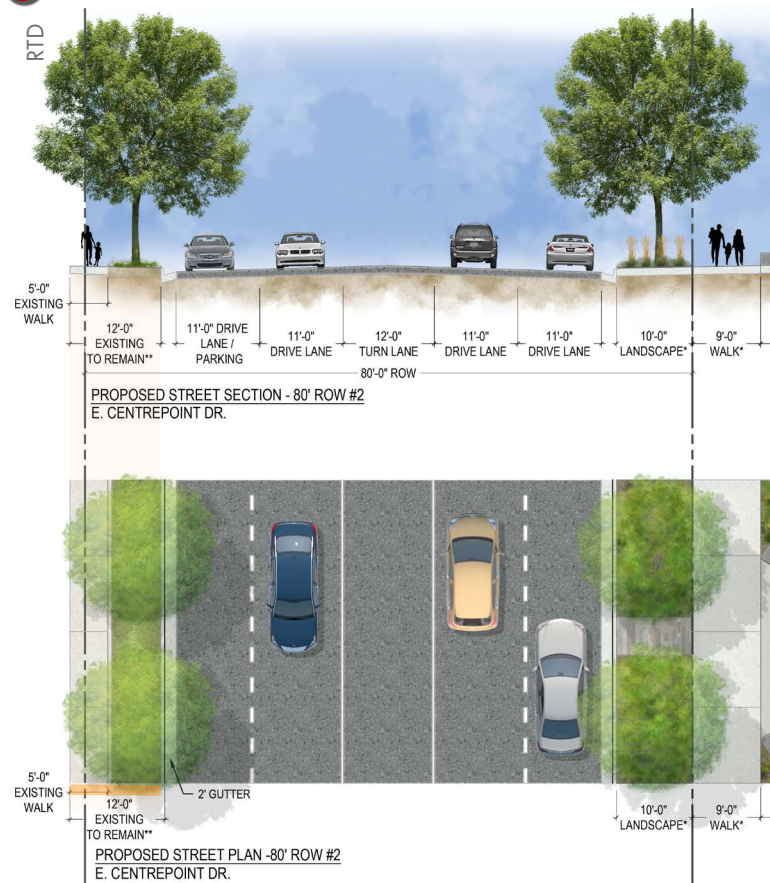 RTD
5'-0"
EXISTING
WALK
12'-0"
EXISTING
TO REMAIN**
11'-0" DRIVE
LANE /
PARKING
11'-0"
DRIVE LANE
12'-0"
TURN LANE
11'-0"
DRIVE LANE
11'-0"
DRIVE LANE
10'-0"
LANDSCAPE*
9'-0"
WALK*
80'-0" ROW
PROPOSED STREET SECTION - 80' ROW #2
E. CENTREPOINT DR.
5'-0"
EXISTING
WALK
12'-0"
EXISTING
TO REMAIN**
2' GUTTER
10'-0"
LANDSCAPE*
9'-0"
WALK*
PROPOSED STREET PLAN -80' ROW #2
E. CENTREPOINT DR.